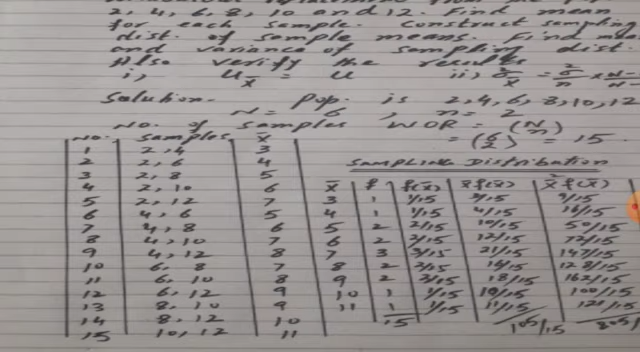 2, 4, 6, 8, 10 and 12. Find mean
for each sample. Construct sampling
dist. of sample means. Find
and variance of sampling dist.
Also verify the results
i, μx̄ = μ ii, σ²x̄ = σ²/n × N-
Solution. Pop. is 2, 4, 6, 8, 10, 12
N = 6, n = 2
No. of Samples WOR = (N n)
= (6 2) = 15
No. Samples x̄
1 2, 4 3
2 2, 6 4
3 2, 8 5
4 2, 10 6
5 2, 12 7
6 4, 6 5
7 4, 8 6
8 4, 10 7
9 4, 12 8
10 6, 8 7
11 6, 10 8
12 6, 12 9
13 8, 10 9
14 8, 12 10
15 10, 12 11
Sampling Distribution
x̄ f f(x̄) x̄f(x̄) x̄²f(x̄)
3 1 1/15 3/15 9/15
4 1 1/15 4/15 16/15
5 2 2/15 10/15 50/15
6 2 2/15 12/15 72/15
7 3 3/15 21/15 147/15
8 2 2/15 16/15 128/15
9 2 18/15 162/15
10 1 1/15 10/15 100/15
11 1 1/15 11/15 121/15
15 105/15 805/